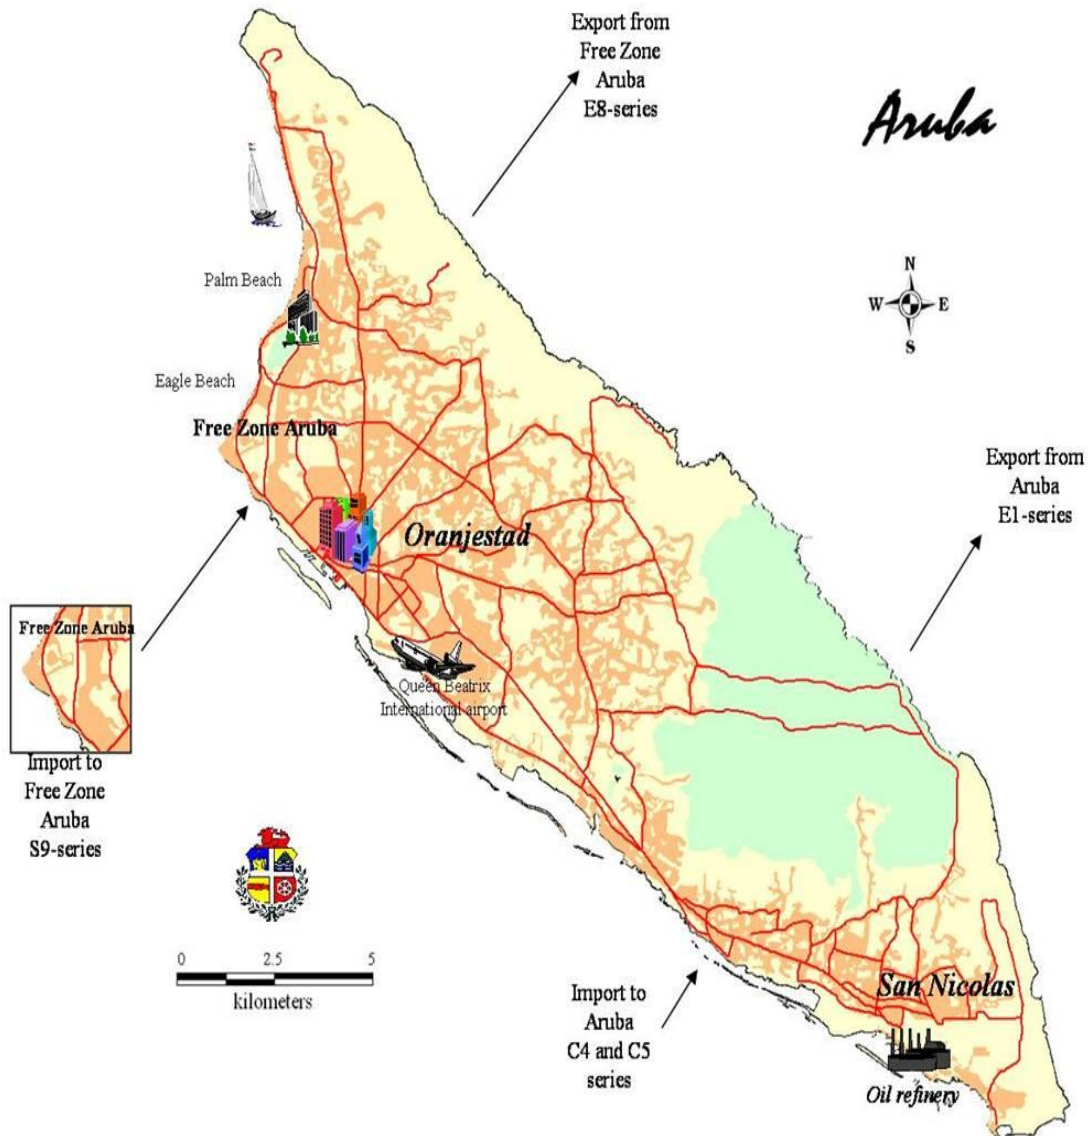 Export from
Free Zone
Aruba
E8-series
Aruba
N
W E
S
Palm Beach
Eagle Beach
Free Zone Aruba
Export from
Aruba
E1-series
Oranjestad
Free Zone Aruba
Queen Beatrix
International airport
Import to
Free Zone
Aruba
S9-series
0 2.5 5
kilometers
Import to
Aruba
C4 and C5
series
San Nicolas
Oil refinery